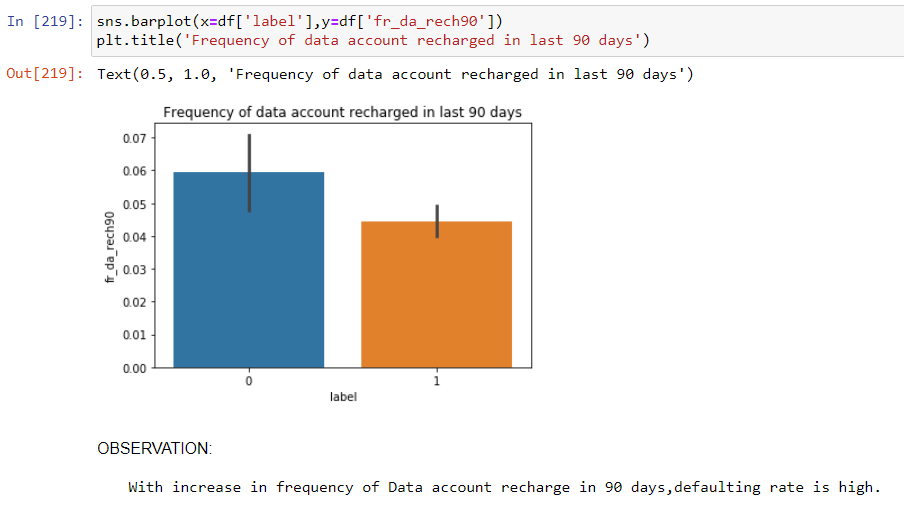 In [219]: sns.barplot(x=df['label'],y=df['fr_da_rech90'])
plt.title('Frequency of data account recharged in last 90 days')
Out[219]: Text(0.5, 1.0, 'Frequency of data account recharged in last 90 days')
Frequency of data account recharged in last 90 days
0.07
0.06
0.05
0.04
0.03
0.02
0.01
0.00
fr_da_rech90
0 1
label
OBSERVATION:
With increase in frequency of Data account recharge in 90 days,defaulting rate is high.